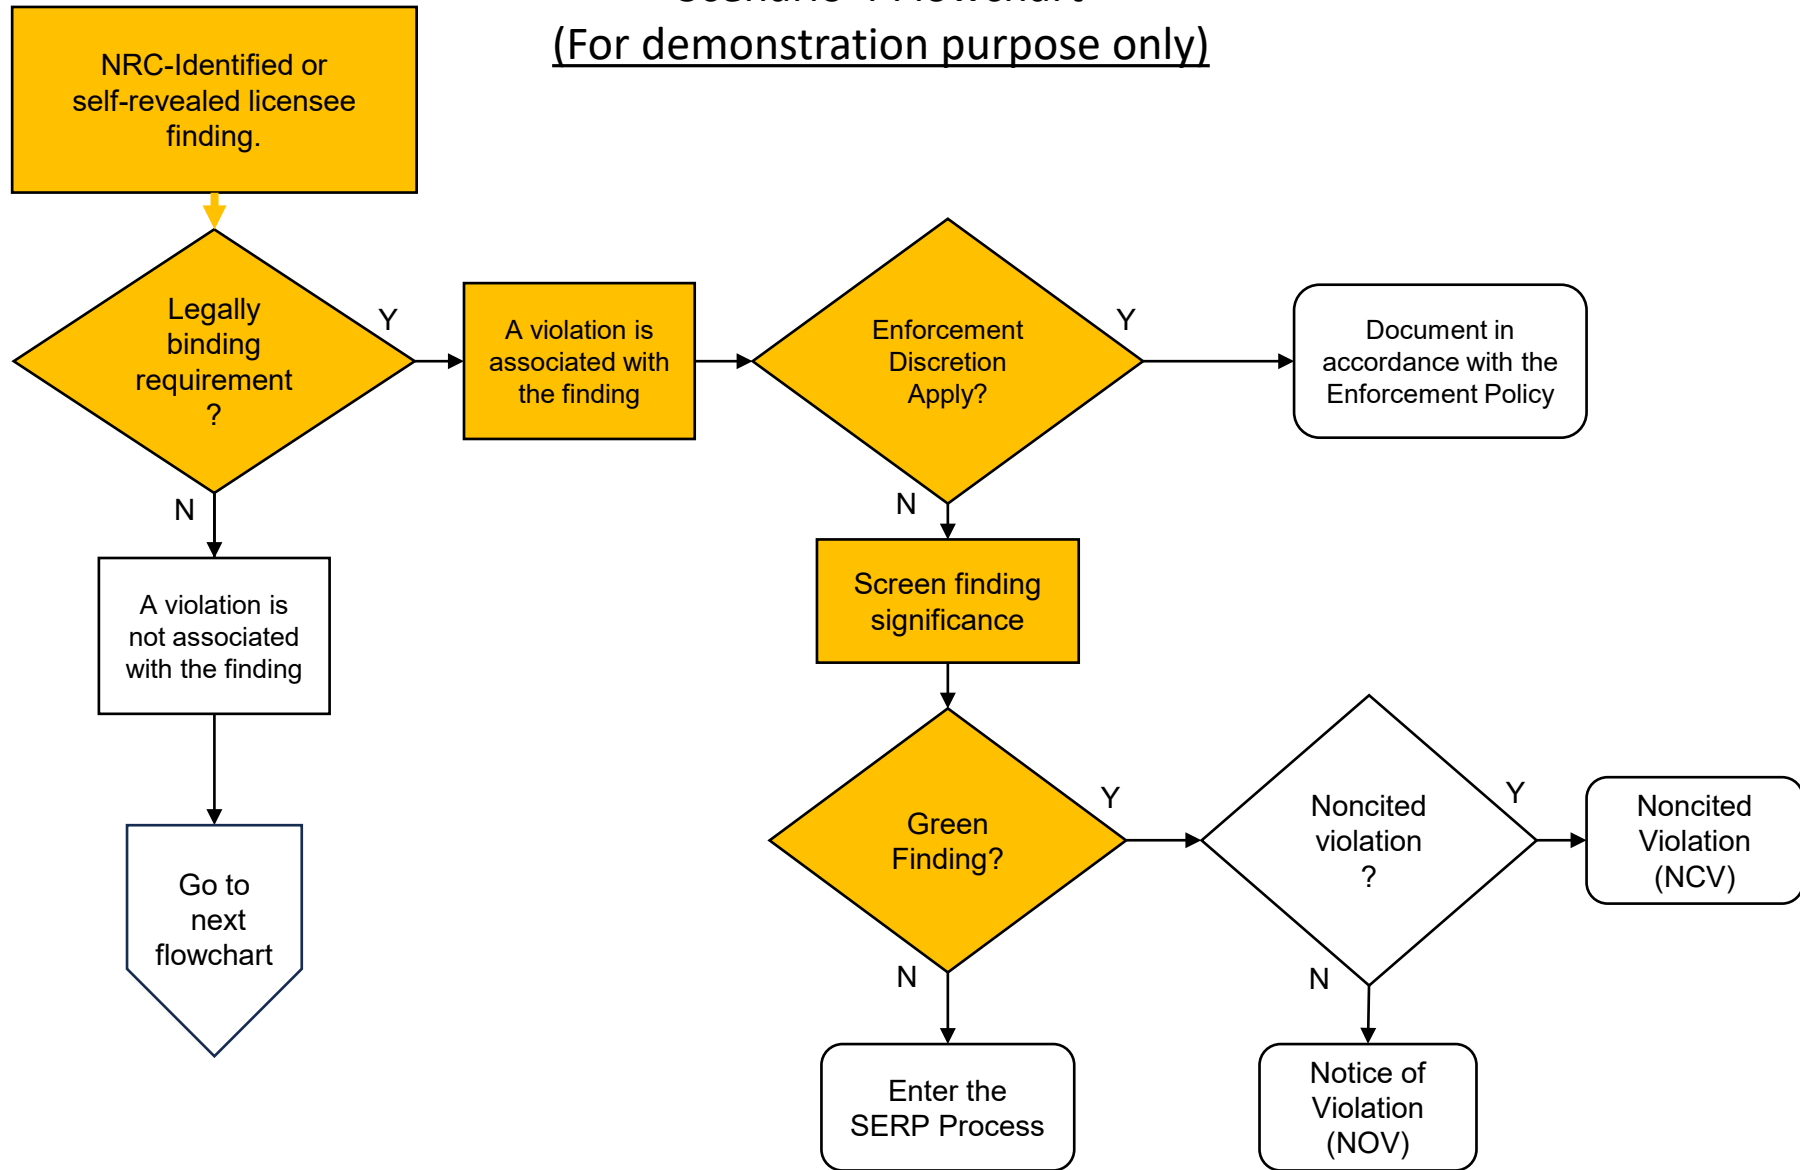 (For demonstration purpose only)
NRC-Identified or
self-revealed licensee
finding.
Legally
binding
requirement
?
Y
N
A violation is
associated with
the finding
Enforcement
Discretion
Apply?
Y
N
Document in
accordance with the
Enforcement Policy
A violation is
not associated
with the finding
Go to
next
flowchart
Screen finding
significance
Green
Finding?
Y
N
Noncited
violation
?
Y
N
Noncited
Violation
(NCV)
Enter the
SERP Process
Notice of
Violation
(NOV)